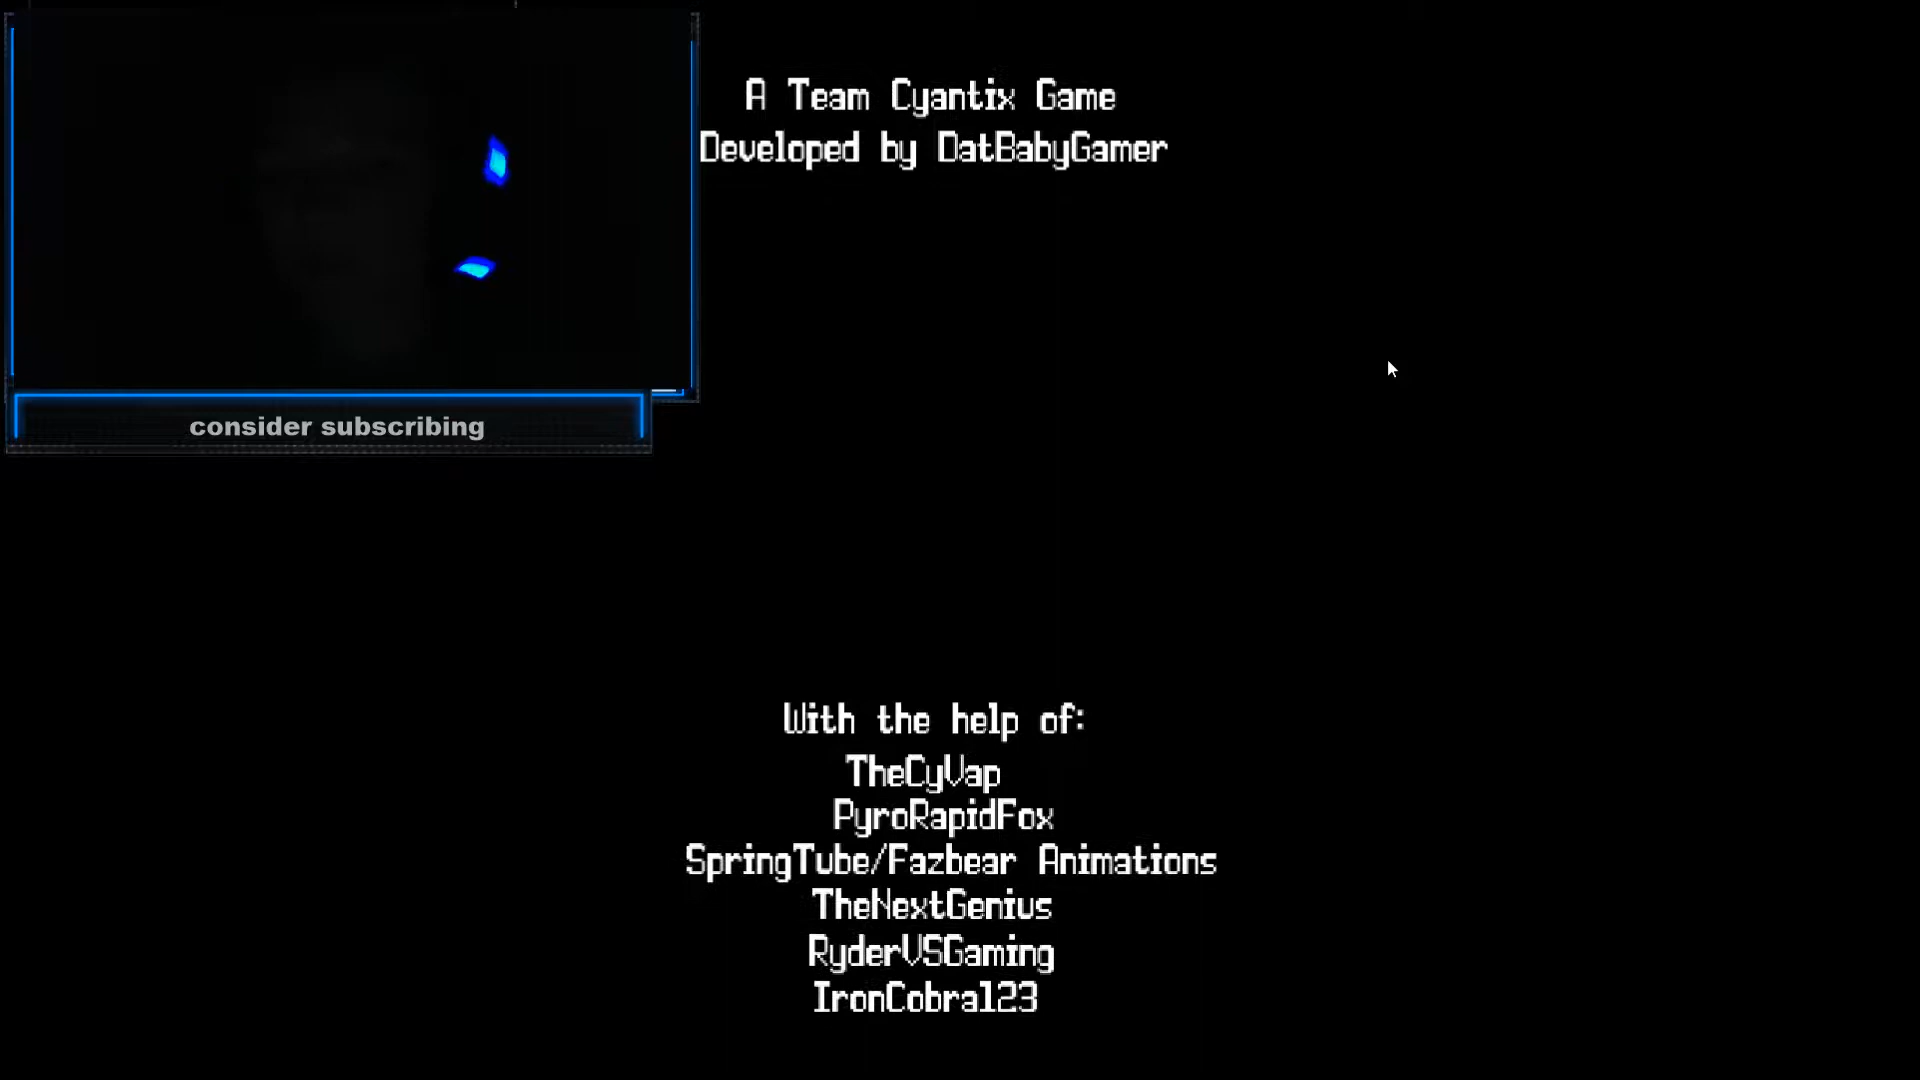 A Team Cyantix Game
Developed by DatBabyGamer
consider subscribing
With the help of:
TheCyVap
PyroRapidFox
SpringTube/Fazbear Animations
TheNextGenius
RyderVSGaming
IronCobra123